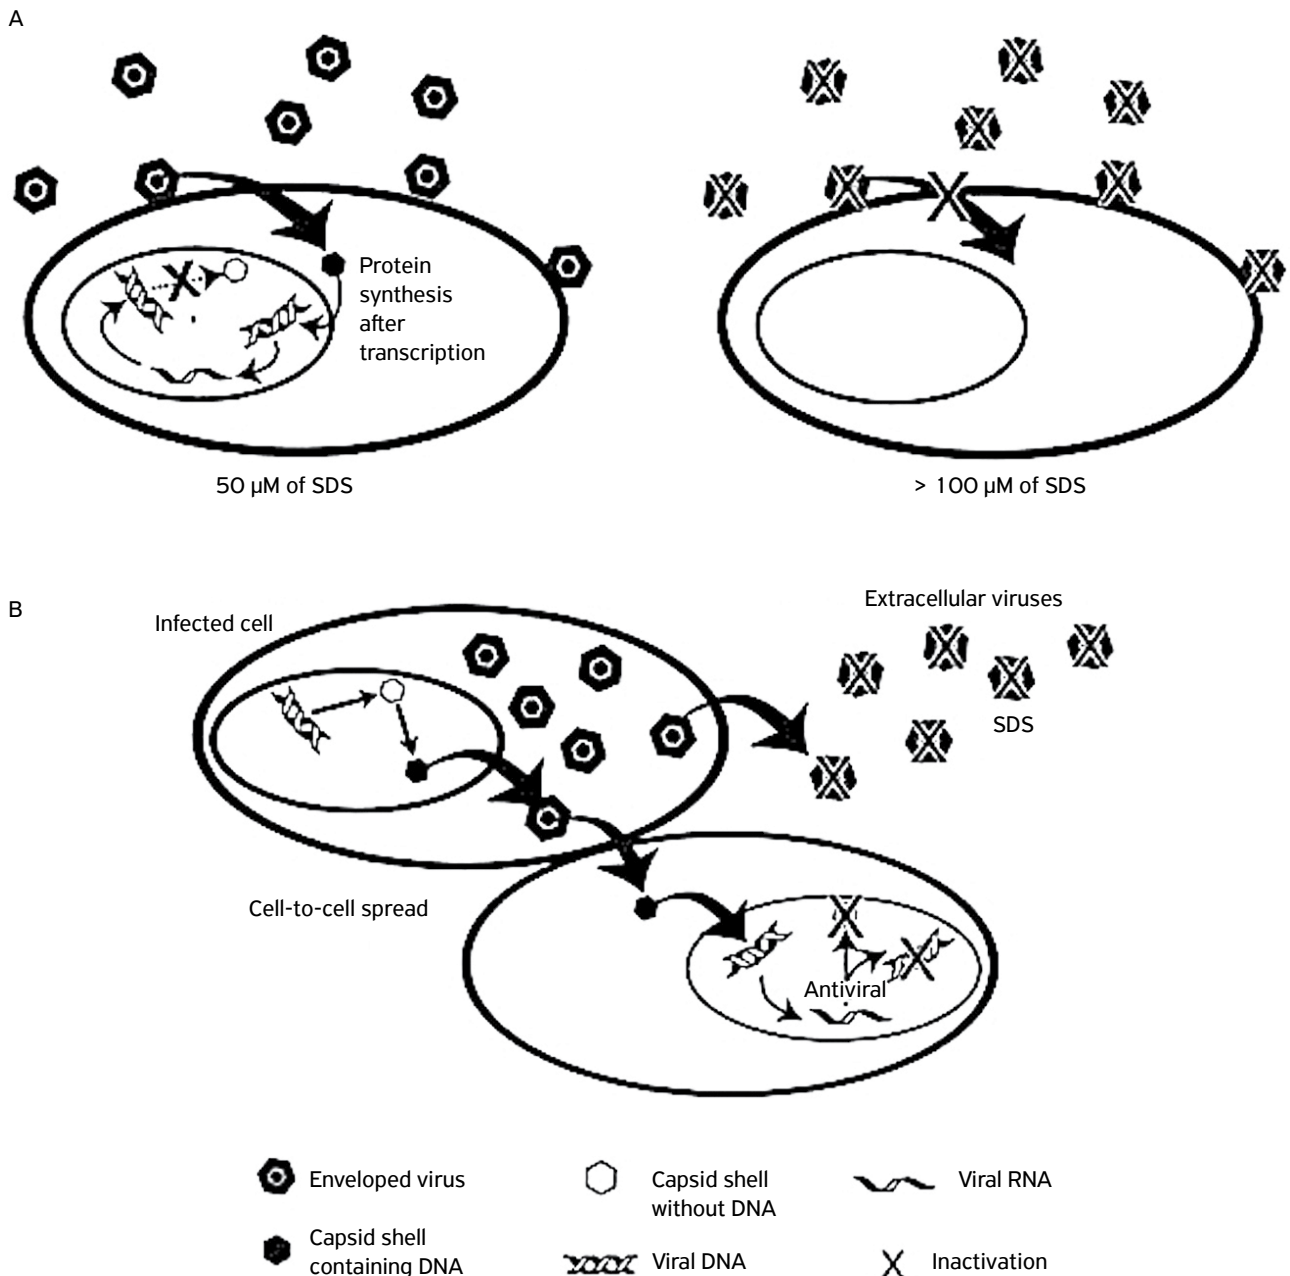 A
Protein
synthesis
after
transcription
50 µM of SDS
> 100 µM of SDS
B
Infected cell
Extracellular viruses
SDS
Cell-to-cell spread
Antiviral
Enveloped virus
Capsid shell
without DNA
Viral RNA
Capsid shell
containing DNA
Viral DNA
Inactivation